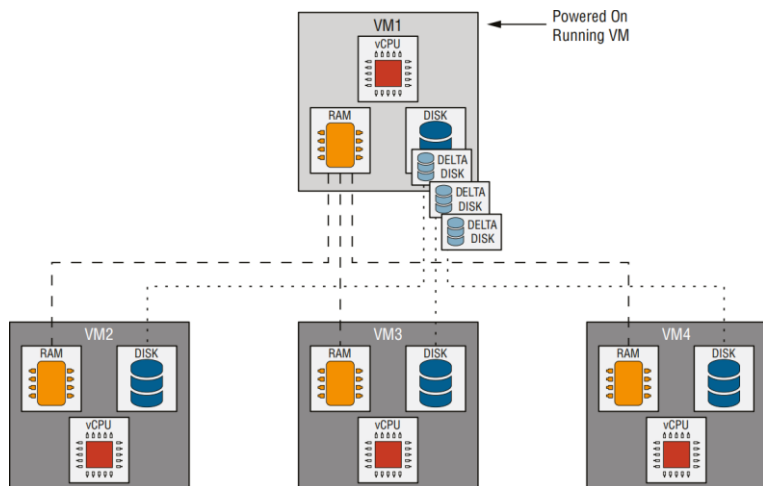 Powered On
Running VM
VM1
vCPU
RAM
DISK
DELTA
DISK
DELTA
DISK
DELTA
DISK
VM2
RAM
DISK
vCPU
VM3
RAM
DISK
vCPU
VM4
RAM
DISK
vCPU